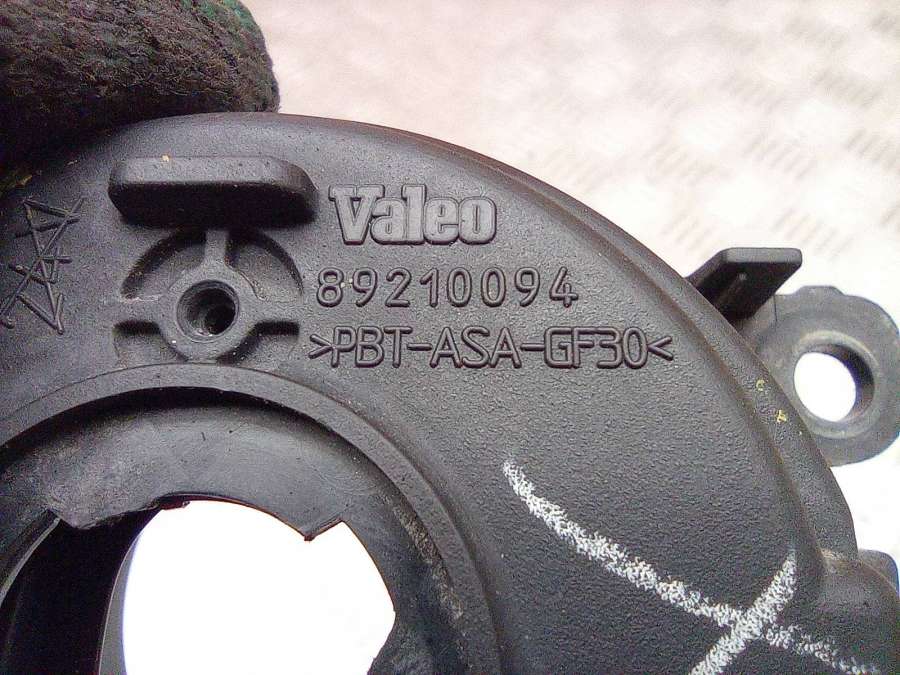 Valeo
89210094
>PBT-ASA-GF30<